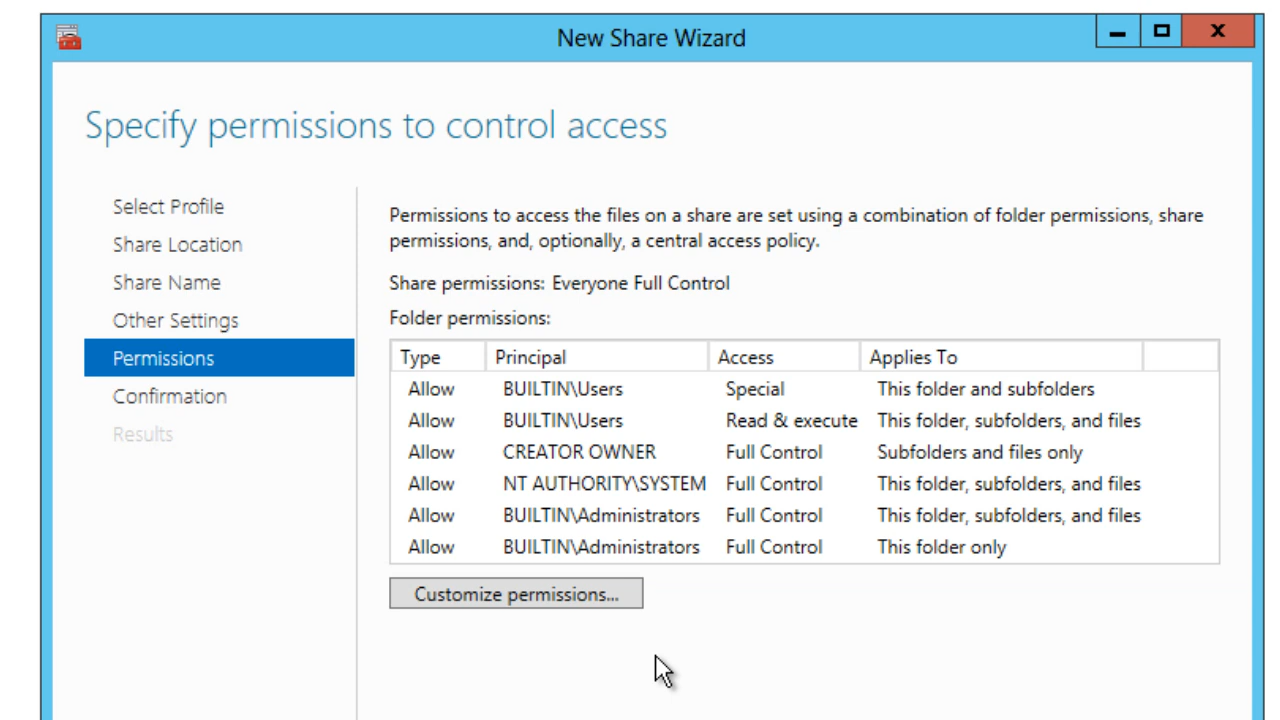 New Share Wizard
Specify permissions to control access
Select Profile
Share Location
Share Name
Other Settings
Permissions
Confirmation
Results
Permissions to access the files on a share are set using a combination of folder permissions, share
permissions, and, optionally, a central access policy.
Share permissions: Everyone Full Control
Folder permissions:
Type Principal Access Applies To
Allow BUILTIN\Users Special This folder and subfolders
Allow BUILTIN\Users Read & execute This folder, subfolders, and files
Allow CREATOR OWNER Full Control Subfolders and files only
Allow NT AUTHORITY\SYSTEM Full Control This folder, subfolders, and files
Allow BUILTIN\Administrators Full Control This folder, subfolders, and files
Allow BUILTIN\Administrators Full Control This folder only
Customize permissions...